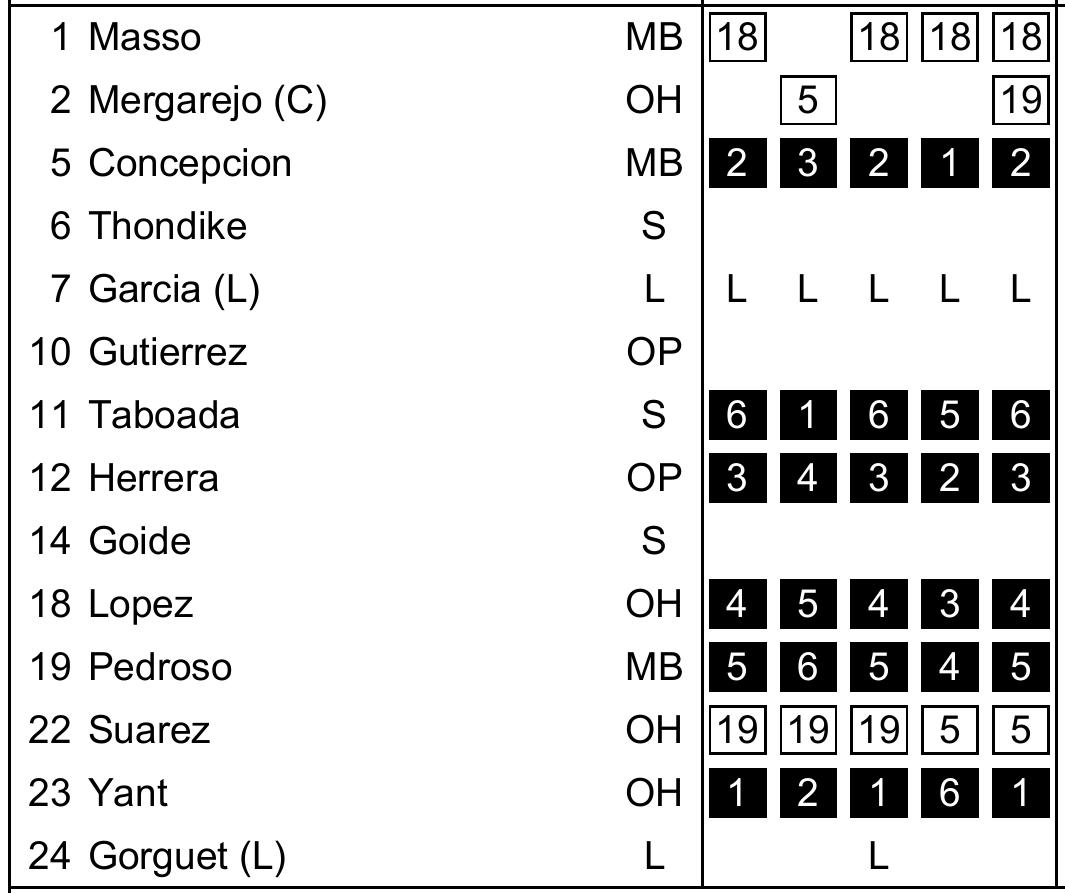 1 Masso MB 18 18 18 18
2 Mergarejo (C) OH 5 19
5 Concepcion MB 2 3 2 1 2
6 Thondike S
7 Garcia (L) L L L L L L
10 Gutierrez OP
11 Taboada S 6 1 6 5 6
12 Herrera OP 3 4 3 2 3
14 Goide S
18 Lopez OH 4 5 4 3 4
19 Pedroso MB 5 6 5 4 5
22 Suarez OH 19 19 19 5 5
23 Yant OH 1 2 1 6 1
24 Gorguet (L) L L